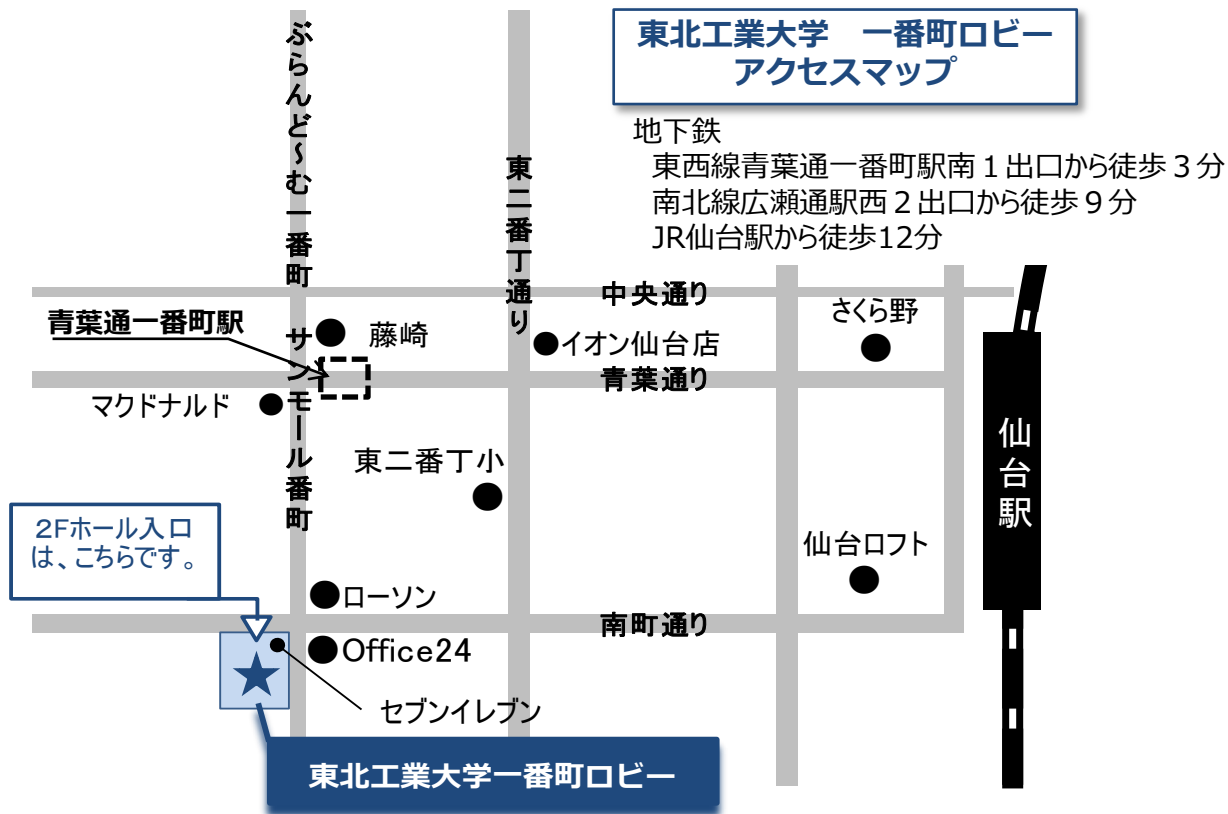 東北工業大学　一番町ロビー
アクセスマップ
地下鉄
東西線青葉通一番町駅南１出口から徒歩３分
南北線広瀬通駅西２出口から徒歩９分
JR仙台駅から徒歩12分
ぶらんど～む一番町
東二番丁通り
中央通り
さくら野
青葉通一番町駅
サンモール一番町
藤崎
イオン仙台店
青葉通り
マクドナルド
仙台駅
東二番丁小
2Fホール入口
は、こちらです。
仙台ロフト
ローソン
南町通り
Office24
セブンイレブン
東北工業大学一番町ロビー